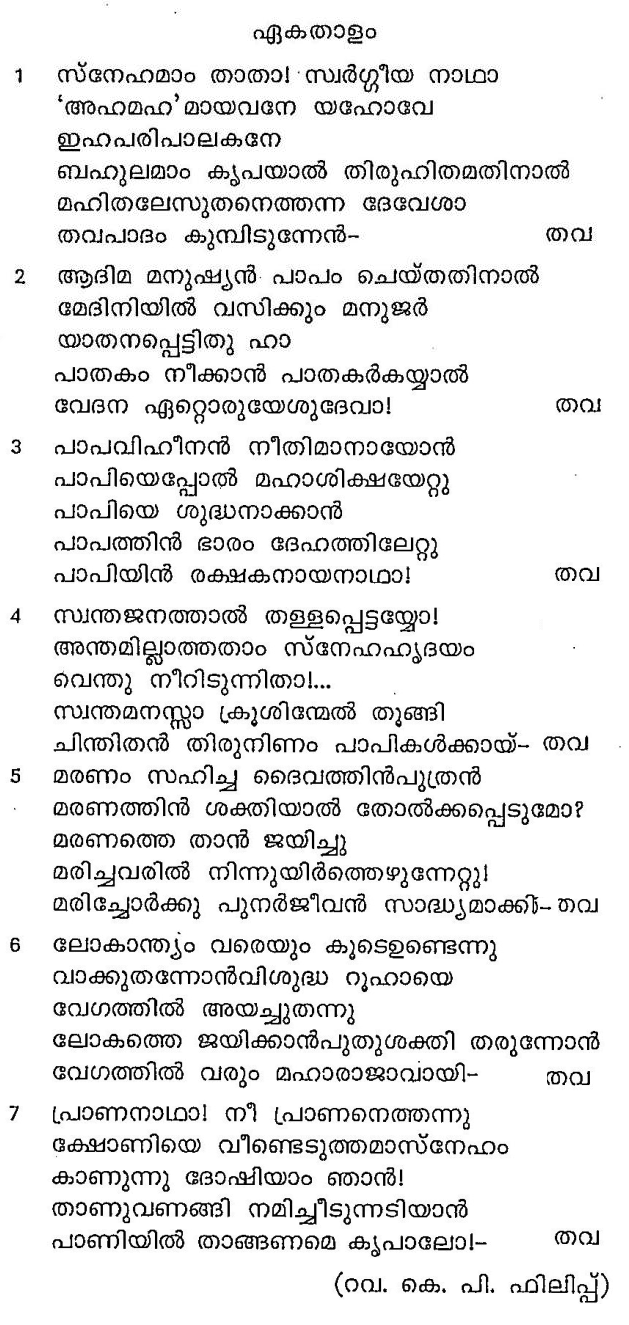 ഏകതാളം
1 സ്നേഹമാം താതാ! സ്വർഗ്ഗീയ നാഥാ
'അഹമഹ'മായവനേ യഹോവേ
ഇഹപരിപാലകനേ
ബഹുലമാം കൃപയാൽ തിരുഹിതമതിനാൽ
മഹിതലേസുതനെത്തന്ന ദേവേശാ
തവപാദം കുമ്പിടുന്നേൻ- തവ
2 ആദിമ മനുഷ്യൻ പാപം ചെയ്തതിനാൽ
മേദിനിയിൽ വസിക്കും മനുജർ
യാതനപ്പെട്ടിതു ഹാ
പാതകം നീക്കാൻ പാതകർകയ്യാൽ
വേദന ഏറ്റൊരുയേശുദേവാ! തവ
3 പാപവിഹീനൻ നീതിമാനായോൻ
പാപിയെപ്പോൽ മഹാശിക്ഷയേറ്റു
പാപിയെ ശുദ്ധനാക്കാൻ
പാപത്തിൻ ഭാരം ദേഹത്തിലേറ്റു
പാപിയിൻ രക്ഷകനായനാഥാ! തവ
4 സ്വന്തജനത്താൽ തള്ളപ്പെട്ടയ്യോ!
അന്തമില്ലാത്തതാം സ്നേഹഹൃദയം
വെന്തു നീറിടുന്നിതാ!...
സ്വന്തമനസ്സാ ക്രൂശിന്മേൽ തൂങ്ങി
ചിന്തിതൻ തിരുനിണം പാപികൾക്കായ്- തവ
5 മരണം സഹിച്ച ദൈവത്തിൻപുത്രൻ
മരണത്തിൻ ശക്തിയാൽ തോൽക്കപ്പെടുമോ?
മരണത്തെ താൻ ജയിച്ചു
മരിച്ചവരിൽ നിന്നുയിർത്തെഴുന്നേറ്റു!
മരിച്ചോർക്കു പുനർജീവൻ സാദ്ധ്യമാക്കി- തവ
6 ലോകാന്ത്യം വരെയും കൂടെഉണ്ടെന്നു
വാക്കുതന്നോൻവിശുദ്ധ റൂഹായെ
വേഗത്തിൽ അയച്ചുതന്നു
ലോകത്തെ ജയിക്കാൻപുതുശക്തി തരുന്നോൻ
വേഗത്തിൽ വരും മഹാരാജാവായി- തവ
7 പ്രാണനാഥാ! നീ പ്രാണനെത്തന്നു
ക്ഷോണിയെ വീണ്ടെടുത്തമാസ്നേഹം
കാണുന്നു ദോഷിയാം ഞാൻ!
താണുവണങ്ങി നമിച്ചീടുന്നടിയാൻ
പാണിയിൽ താങ്ങണമെ കൃപാലോ!- തവ
(റവ. കെ. പി. ഫിലിപ്പ്)